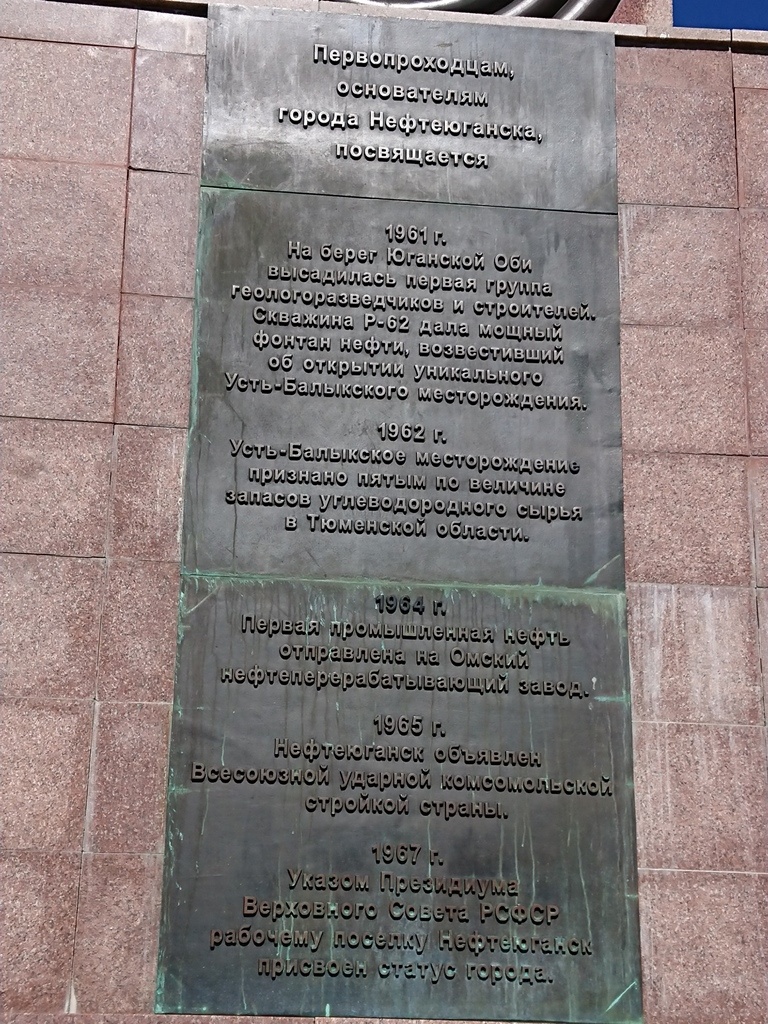 Первопроходцам,
основателям
города Нефтеюганска,
посвящается
1961 г.
На берег Юганской Оби
высадилась первая группа
геологоразведчиков и строителей.
Скважина Р-62 дала мощный
фонтан нефти, возвестивший
об открытии уникального
Усть-Балыкского месторождения.
1962 г.
Усть-Балыкское месторождение
признано пятым по величине
запасов углеводородного сырья
в Тюменской области.
1964 г.
Первая промышленная нефть
отправлена на Омский
нефтеперерабатывающий завод.
1965 г.
Нефтеюганск объявлен
Всесоюзной ударной комсомольской
стройкой страны.
1967 г.
Указом Президиума
Верховного Совета РСФСР
рабочему поселку Нефтеюганск
присвоен статус города.